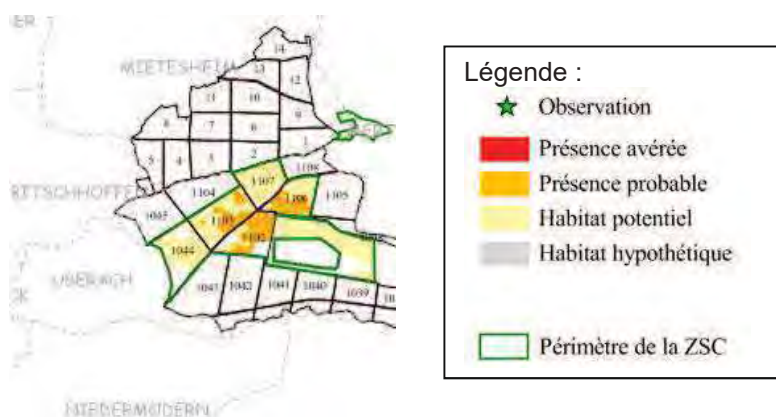 MIETESHEIM
14
13
12
11
10
9
8
7
6
5
4
3
2
1
1108
1107
1106
1105
1104
1103
1102
1045
1044
1043
1042
1041
1040
1039
UBERACH
NIEDERMODERN
Légende :
Observation
Présence avérée
Présence probable
Habitat potentiel
Habitat hypothétique
Périmètre de la ZSC